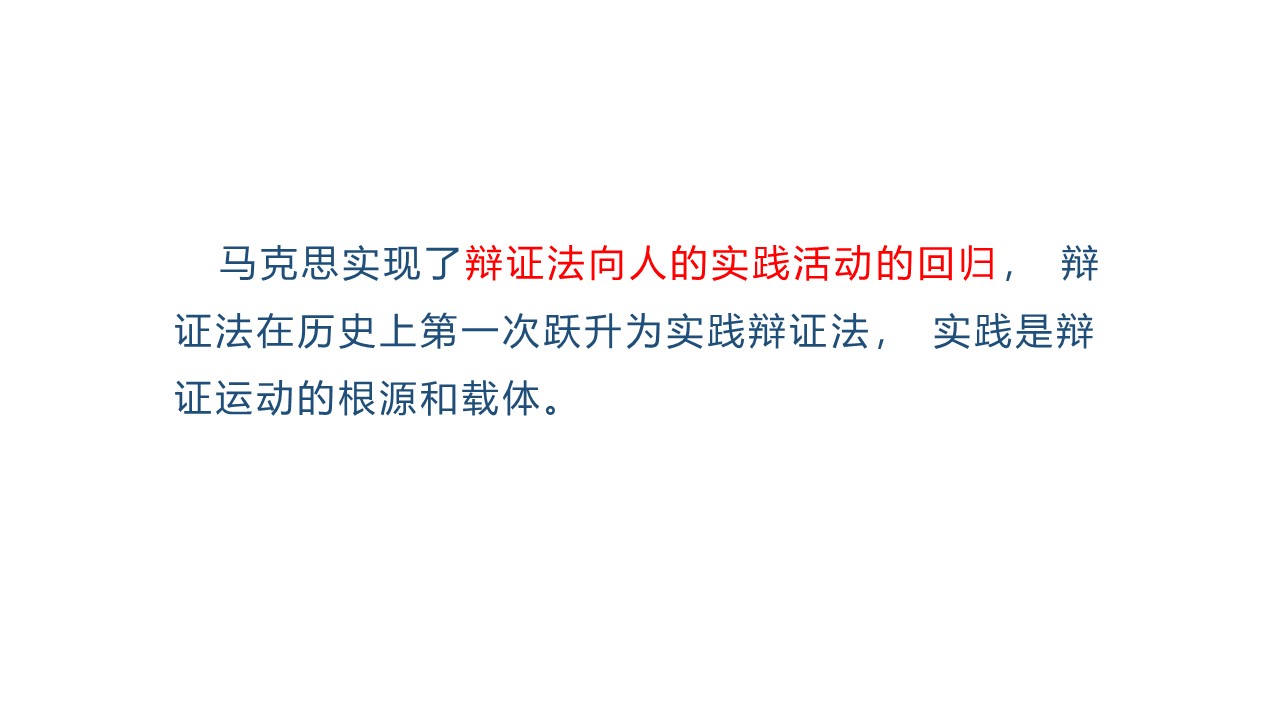 马克思实现了辩证法向人的实践活动的回归， 辩
证法在历史上第一次跃升为实践辩证法， 实践是辩
证运动的根源和载体。